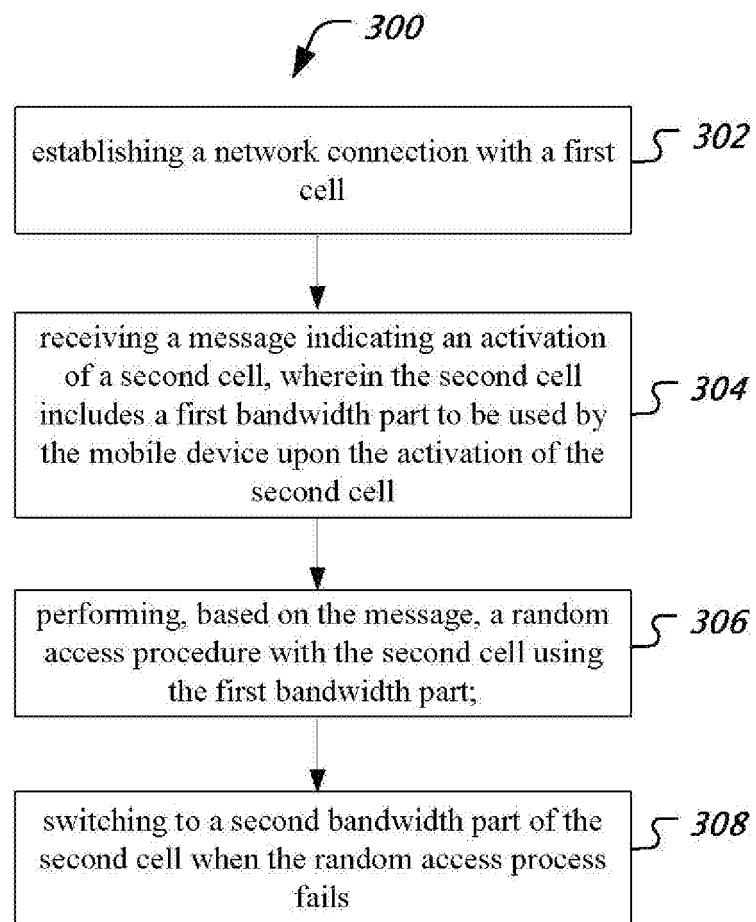 300
establishing a network connection with a first
cell
302
receiving a message indicating an activation
of a second cell, wherein the second cell
includes a first bandwidth part to be used by
the mobile device upon the activation of the
second cell
304
performing, based on the message, a random
access procedure with the second cell using
the first bandwidth part;
306
switching to a second bandwidth part of the
second cell when the random access process
fails
308